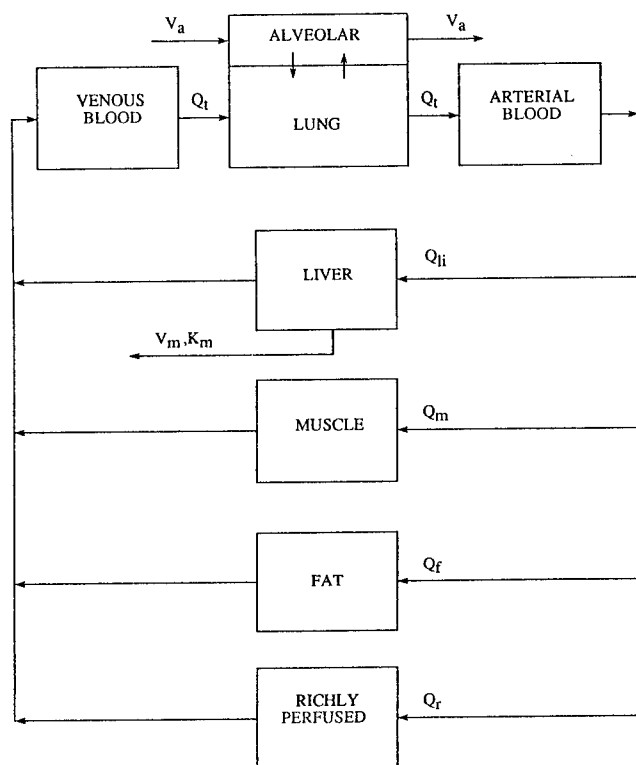 V_a
ALVEOLAR
V_a
VENOUS
BLOOD
Q_t
LUNG
Q_t
ARTERIAL
BLOOD
LIVER
Q_li
V_m,K_m
MUSCLE
Q_m
FAT
Q_f
RICHLY
PERFUSED
Q_r